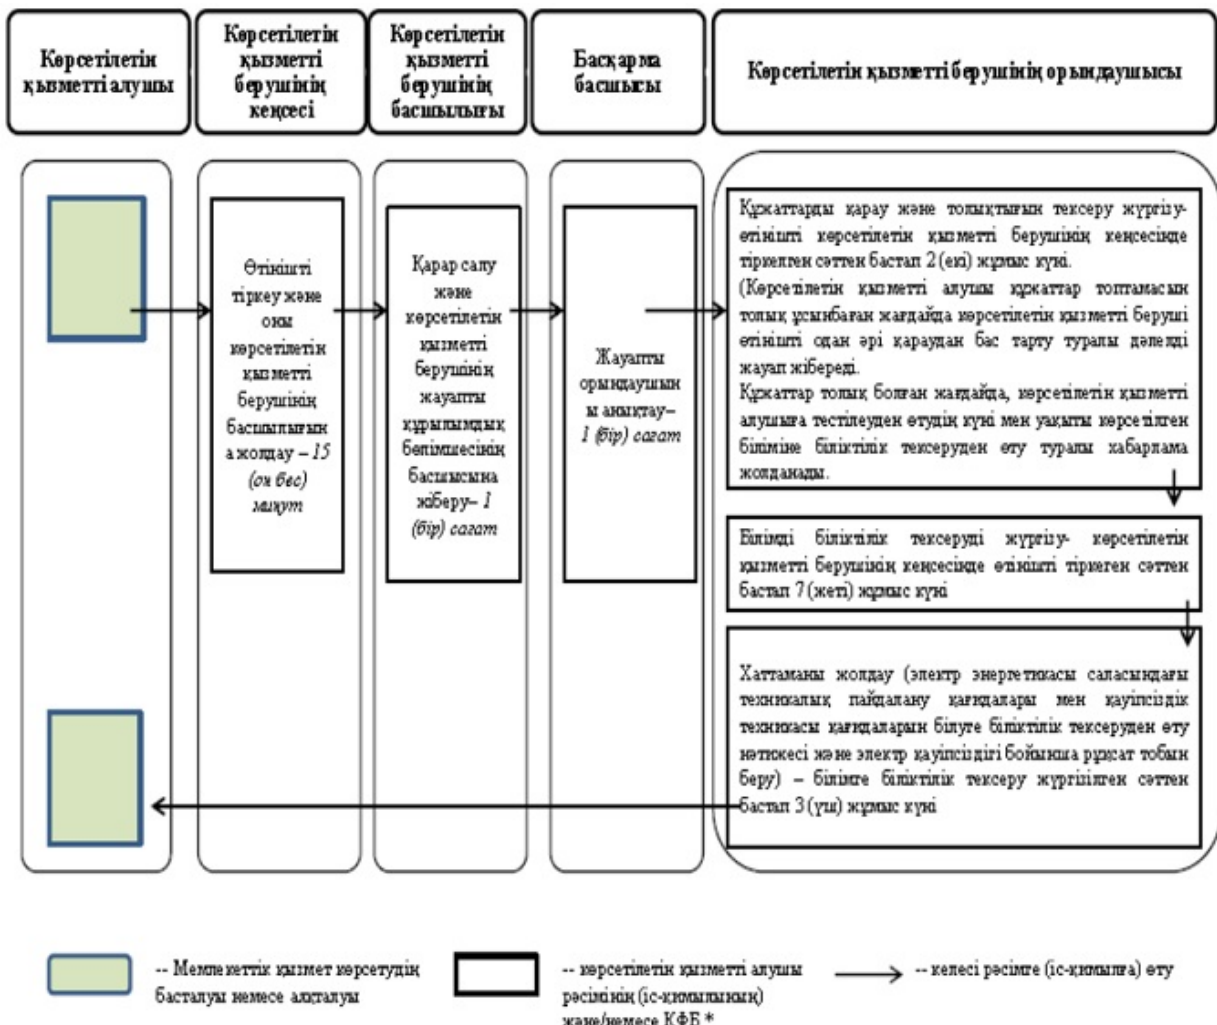 Көрсетілетін
қызметті алушы
Көрсетілетін
қызметті
берушінің
кеңсесі
Көрсетілетін
қызметті
берушінің
басшылығы
Басқарма
басшысы
Көрсетілетін қызметті берушінің орындаушысы
Өтінішті
тіркеу және
оны
көрсетілетін
қызметті
берушінің
басшылығын
а жолдау – 15
(он бес)
минут
Қарар салу
және
көрсетілетін
қызметті
берушінің
жауапты
құрылымдық
бөлімшесінің
басшысына
жіберу– 1
(бір) сағат
Жауапты
орындаушын
ы анықтау–
1 (бір) сағат
Құжаттарды қарау және толықтығын тексеру жүргізу-
өтінішті көрсетілетін қызметті берушінің кеңсесінде
тіркелген сәттен бастап 2 (екі) жұмыс күні.
(Көрсетілетін қызметті алушы құжаттар топтамасын
толық ұсынбаған жағдайда көрсетілетін қызметті беруші
өтінішті одан әрі қараудан бас тарту туралы дәлелді
жауап жібереді.
Құжаттар толық болған жағдайда, көрсетілетін қызметті
алушыға тестілеуден өтудің күні мен уақыты көрсетілген
біліміне біліктілік тексеруден өту туралы хабарлама
жолданады.
Білімді біліктілік тексеруді жүргізу- көрсетілетін
қызметті берушінің кеңсесінде өтінішті тіркеген сәттен
бастап 7 (жеті) жұмыс күні
Хаттаманы жолдау (электр энергетикасы саласындағы
техникалық пайдалану қағидалары мен қауіпсіздік
техникасы қағидаларын білуге біліктілік тексеруден өту
нәтижесі және электр қауіпсіздігі бойынша рұқсат тобын
беру) – білімге біліктілік тексеру жүргізілген сәттен
бастап 3 (үш) жұмыс күні
-- Мемлекеттік қызмет көрсетудің
басталуы немесе аяқталуы
-- көрсетілетін қызметті алушы
рәсімінің (іс-қимылының)
және/немесе КФБ *
-- келесі рәсімге (іс-қимылға) өту